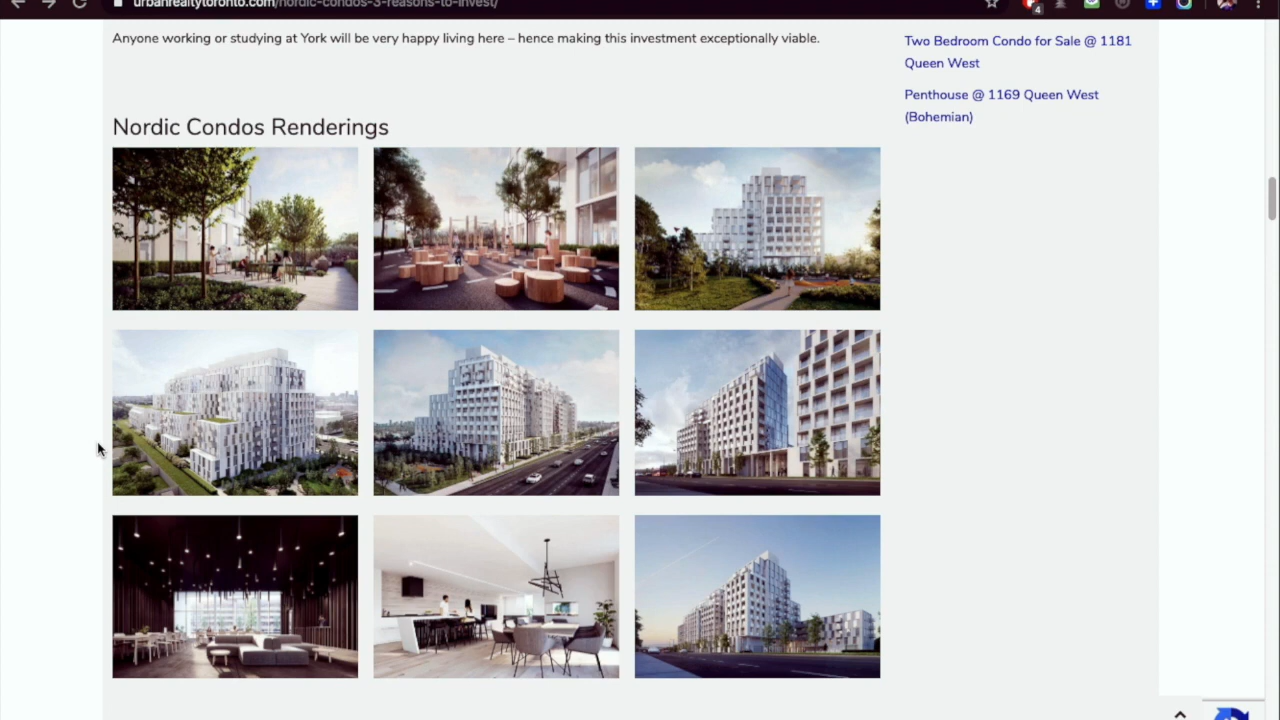 urbanrealtytoronto.com/nordic-condos-3-reasons-to-invest/
4
Anyone working or studying at York will be very happy living here – hence making this investment exceptionally viable.
Two Bedroom Condo for Sale @ 1181
Queen West
Penthouse @ 1169 Queen West
(Bohemian)
Nordic Condos Renderings